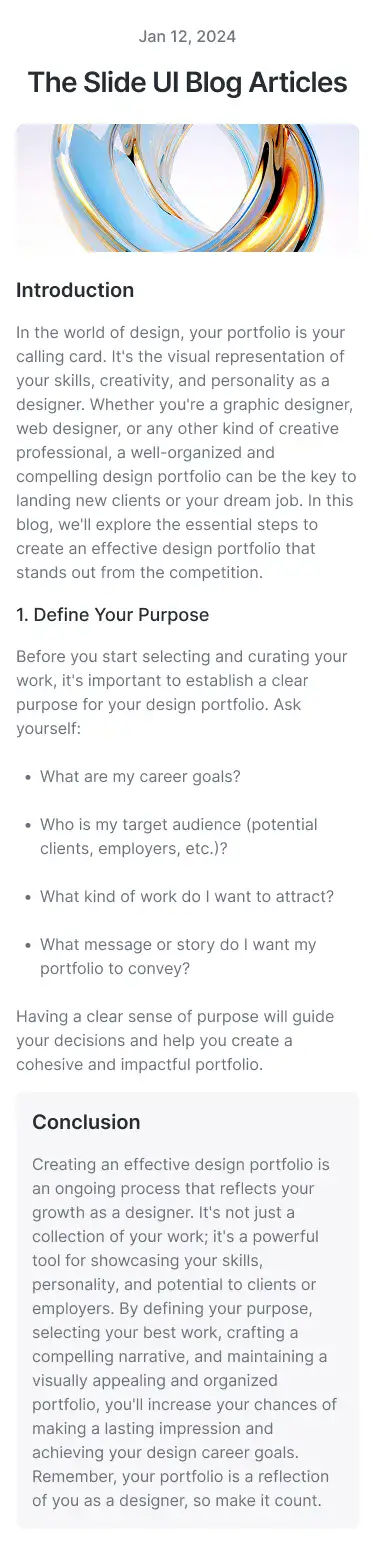 Jan 12, 2024
The Slide UI Blog Articles
Introduction
In the world of design, your portfolio is your
calling card. It's the visual representation of
your skills, creativity, and personality as a
designer. Whether you're a graphic designer,
web designer, or any other kind of creative
professional, a well-organized and
compelling design portfolio can be the key to
landing new clients or your dream job. In this
blog, we'll explore the essential steps to
create an effective design portfolio that
stands out from the competition.
1. Define Your Purpose
Before you start selecting and curating your
work, it's important to establish a clear
purpose for your design portfolio. Ask
yourself:
• What are my career goals?
• Who is my target audience (potential
clients, employers, etc.)?
• What kind of work do I want to attract?
• What message or story do I want my
portfolio to convey?
Having a clear sense of purpose will guide
your decisions and help you create a
cohesive and impactful portfolio.
Conclusion
Creating an effective design portfolio is
an ongoing process that reflects your
growth as a designer. It's not just a
collection of your work; it's a powerful
tool for showcasing your skills,
personality, and potential to clients or
employers. By defining your purpose,
selecting your best work, crafting a
compelling narrative, and maintaining a
visually appealing and organized
portfolio, you'll increase your chances of
making a lasting impression and
achieving your design career goals.
Remember, your portfolio is a reflection
of you as a designer, so make it count.